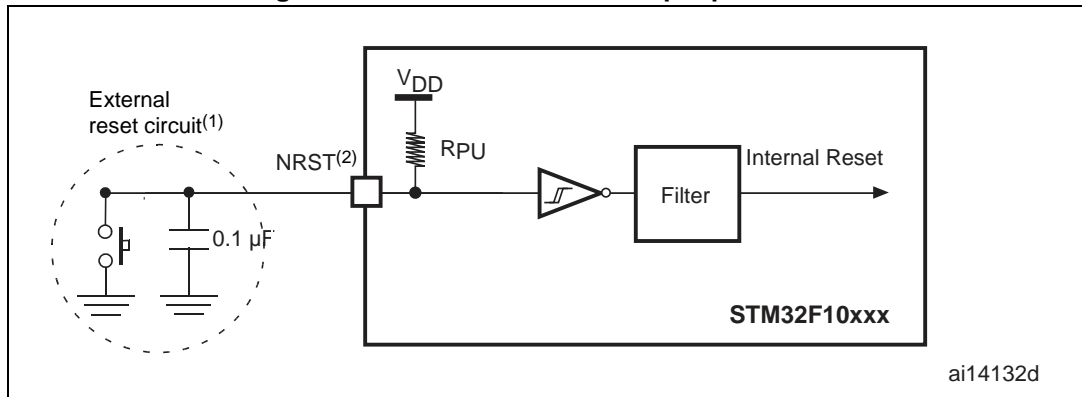 External
reset circuit(1)
NRST(2)
VDD
RPU
0.1 µF
Filter
Internal Reset
STM32F10xxx
ai14132d